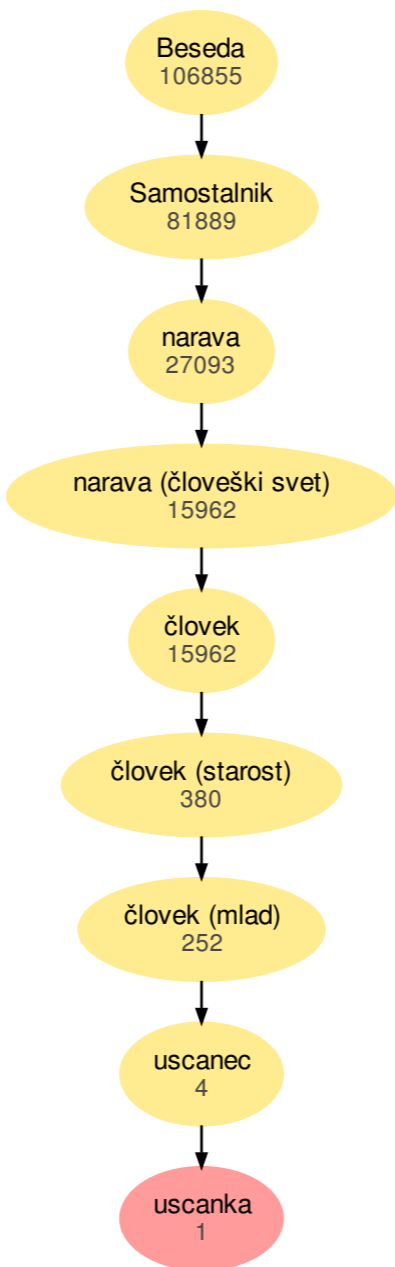 Beseda
106855
Samostalnik
81889
narava
27093
narava (človeški svet)
15962
človek
15962
človek (starost)
380
človek (mlad)
252
uscanec
4
uscanka
1